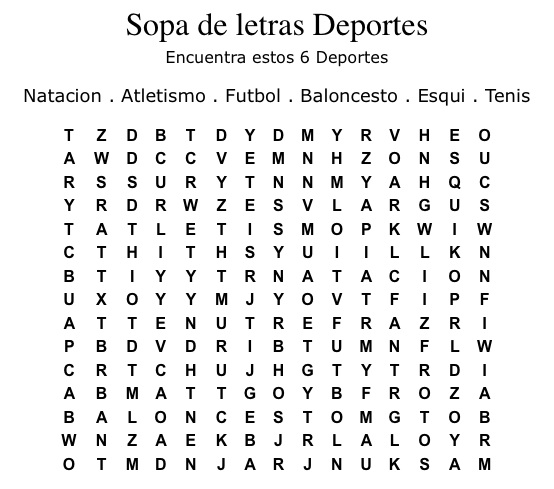 Sopa de letras Deportes
Encuentra estos 6 Deportes
Natacion . Atletismo . Futbol . Baloncesto . Esqui . Tenis
T Z D B T D Y D M Y R V H E O
A W D C C V E M N H Z O N S U
R S S U R Y T N N M Y A H Q C
Y R D R W Z E S V L A R G U S
T A T L E T I S M O P K W I W
C T H I T H S Y U I I L L K N
B T I Y Y T R N A T A C I O N
U X O Y Y M J Y O V T F I P F
A T T E N U T R E F R A Z R I
P B D V D R I B T U M N F L W
C R T C H U J H G T Y T R D I
A B M A T T G O Y B F R O Z A
B A L O N C E S T O M G T O B
W N Z A E K B J R L A L O Y R
O T M D N J A R J N U K S A M